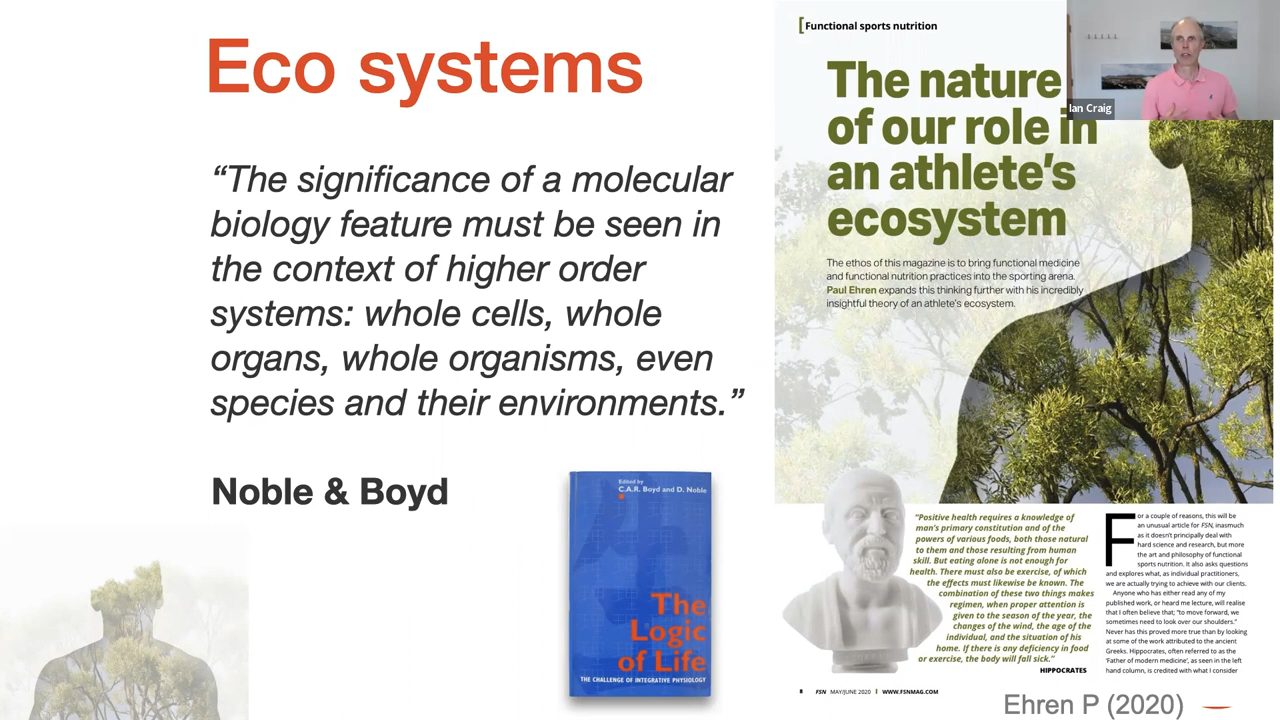 Eco systems
“The significance of a molecular
biology feature must be seen in
the context of higher order
systems: whole cells, whole
organs, whole organisms, even
species and their environments.”
Noble & Boyd
Edited by
C.A.R. Boyd and D. Noble
The
Logic
of Life
THE CHALLENGE OF INTEGRATIVE PHYSIOLOGY
[Functional sports nutrition
The nature
of our role in
an athlete’s
ecosystem
The ethos of this magazine is to bring functional medicine
and functional nutrition practices into the sporting arena.
Paul Ehren expands this thinking further with his incredibly
insightful theory of an athlete’s ecosystem.
Ian Craig
“Positive health requires a knowledge of
man’s primary constitution and of the
powers of various foods, both those natural
to them and those resulting from human
skill. But eating alone is not enough for
health. There must also be exercise, of which
the effects must likewise be known. The
combination of these two things makes
regimen, when proper attention is
given to the season of the year, the
changes of the wind, the age of the
individual, and the situation of his
home. If there is any deficiency in food
or exercise, the body will fall sick.”
HIPPOCRATES
For a couple of reasons, this will be
an unusual article for FSN, inasmuch
as it doesn’t principally deal with
hard science and research, but more
the art and philosophy of functional
sports nutrition. It also asks questions
and explores what, as individual practitioners,
we are actually trying to achieve with our clients.
Anyone who has either read any of my
published work, or heard me lecture, will realise
that I often believe that; “to move forward, we
sometimes need to look over our shoulders.”
Never has this proved more true than by looking
at some of the work attributed to the ancient
Greeks. Hippocrates, often referred to as the
‘Father of modern medicine’, as seen in the left
hand column, is credited with what I consider
8 FSN MAY/JUNE 2020 | WWW.FSNMAG.COM
Ehren P (2020)